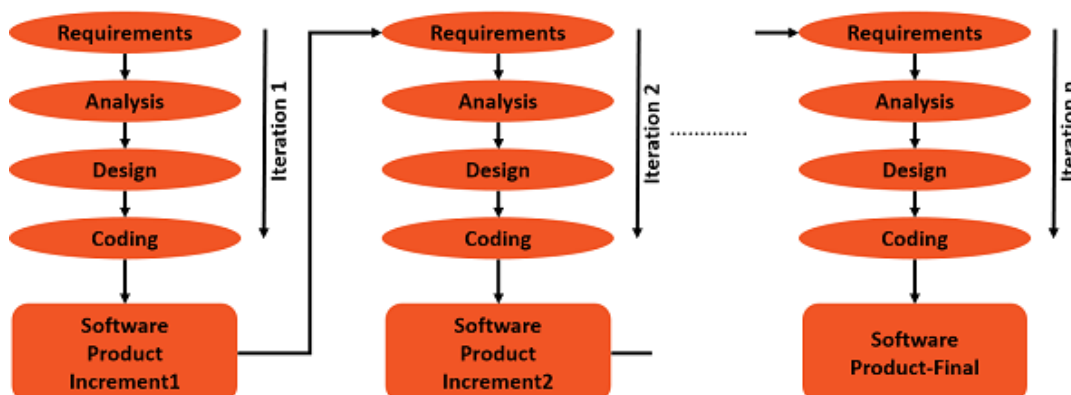 Requirements
Analysis
Design
Coding
Software
Product
Increment1
Iteration 1
Requirements
Analysis
Design
Coding
Software
Product
Increment2
Iteration 2
...............
Requirements
Analysis
Design
Coding
Software
Product-Final
Iteration n